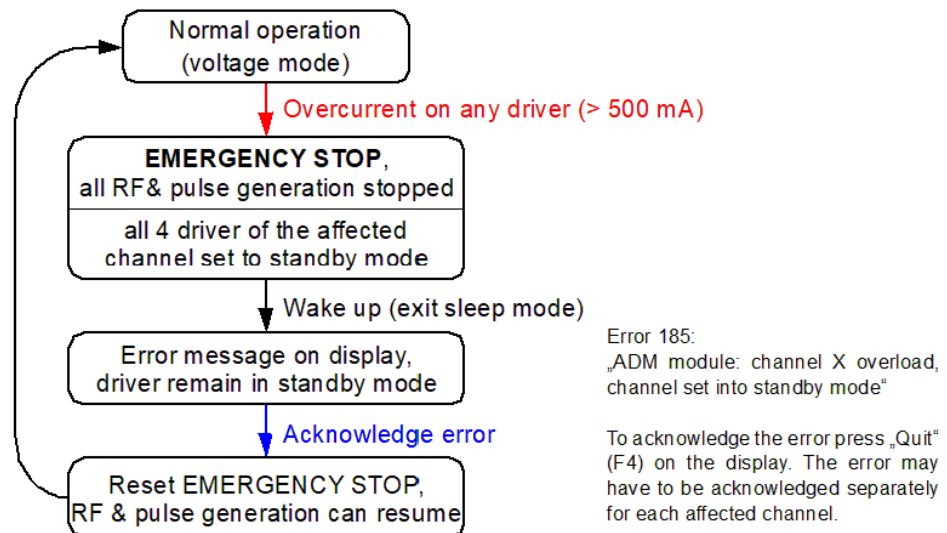 Normal operation
(voltage mode)
Overcurrent on any driver (> 500 mA)
EMERGENCY STOP,
all RF& pulse generation stopped
all 4 driver of the affected
channel set to standby mode
Wake up (exit sleep mode)
Error message on display,
driver remain in standby mode
Acknowledge error
Reset EMERGENCY STOP,
RF & pulse generation can resume
Error 185:
„ADM module: channel X overload,
channel set into standby mode“
To acknowledge the error press „Quit“
(F4) on the display. The error may
have to be acknowledged separately
for each affected channel.